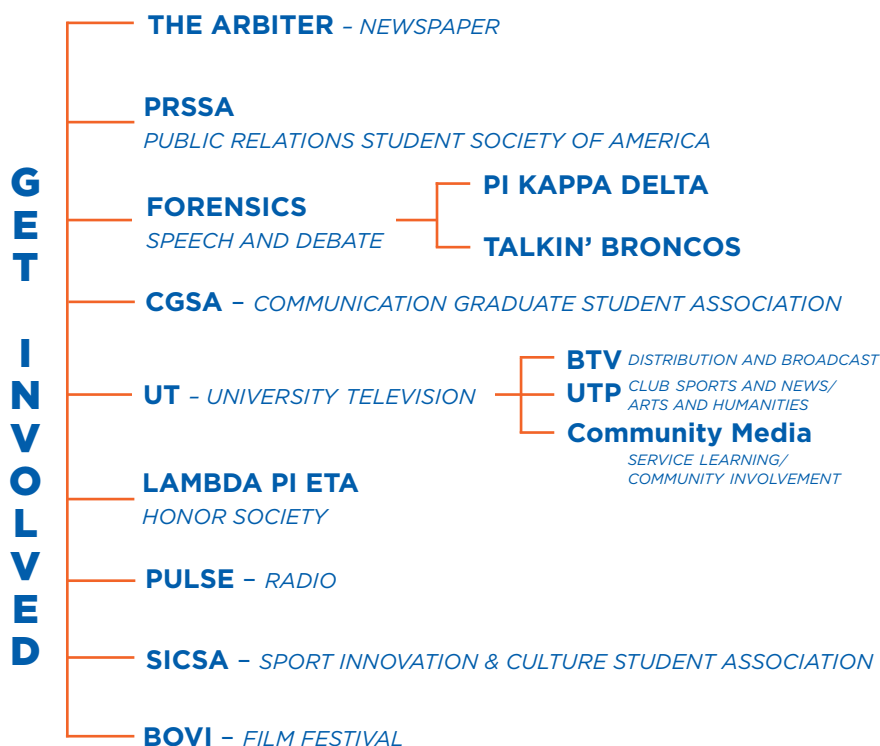 GET INVOLVED
THE ARBITER – NEWSPAPER
PRSSA
PUBLIC RELATIONS STUDENT SOCIETY OF AMERICA
FORENSICS
SPEECH AND DEBATE
PI KAPPA DELTA
TALKIN’ BRONCOS
CGSA – COMMUNICATION GRADUATE STUDENT ASSOCIATION
UT – UNIVERSITY TELEVISION
BTV DISTRIBUTION AND BROADCAST
UTP CLUB SPORTS AND NEWS/
ARTS AND HUMANITIES
Community Media
SERVICE LEARNING/
COMMUNITY INVOLVEMENT
LAMBDA PI ETA
HONOR SOCIETY
PULSE – RADIO
SICSA – SPORT INNOVATION & CULTURE STUDENT ASSOCIATION
BOVI – FILM FESTIVAL